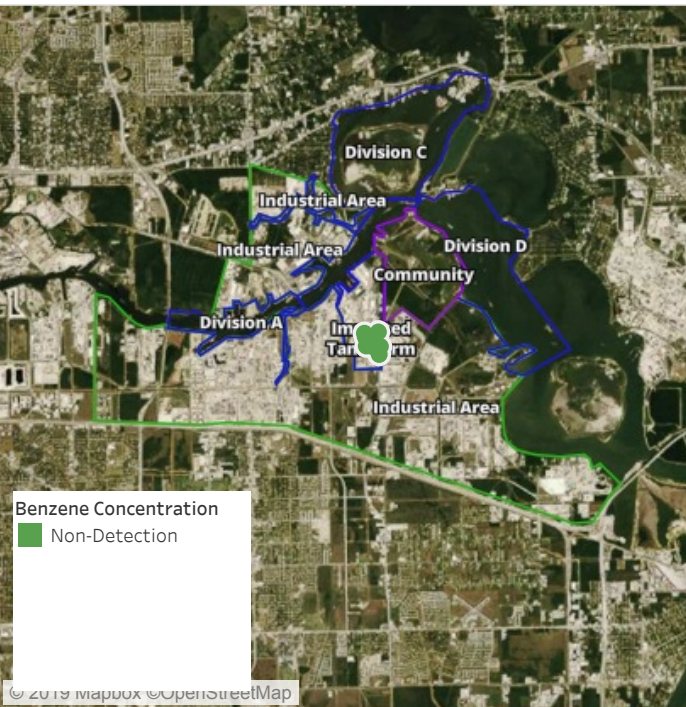 Division C
Industrial Area
Industrial Area
Division D
Community
Division A
Industrial Area
Benzene Concentration
Non-Detection
© 2019 Mapbox ©OpenStreetMap